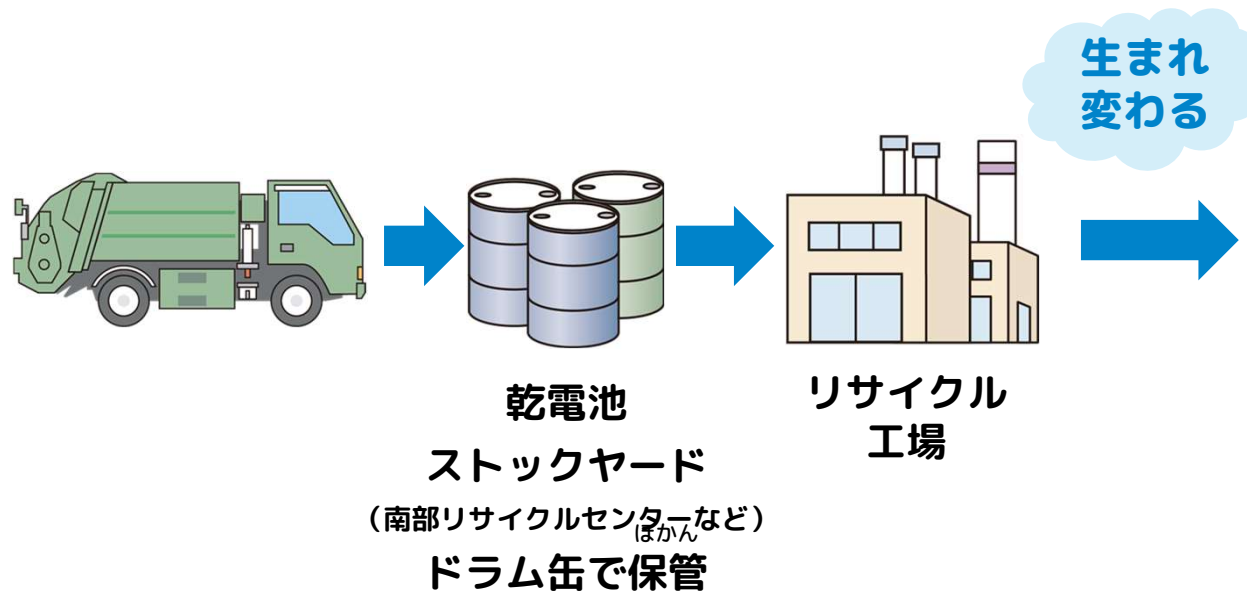 生まれ
変わる
乾電池
ストックヤード
（南部リサイクルセンターなど）
ほかん
ドラム缶で保管
リサイクル
工場